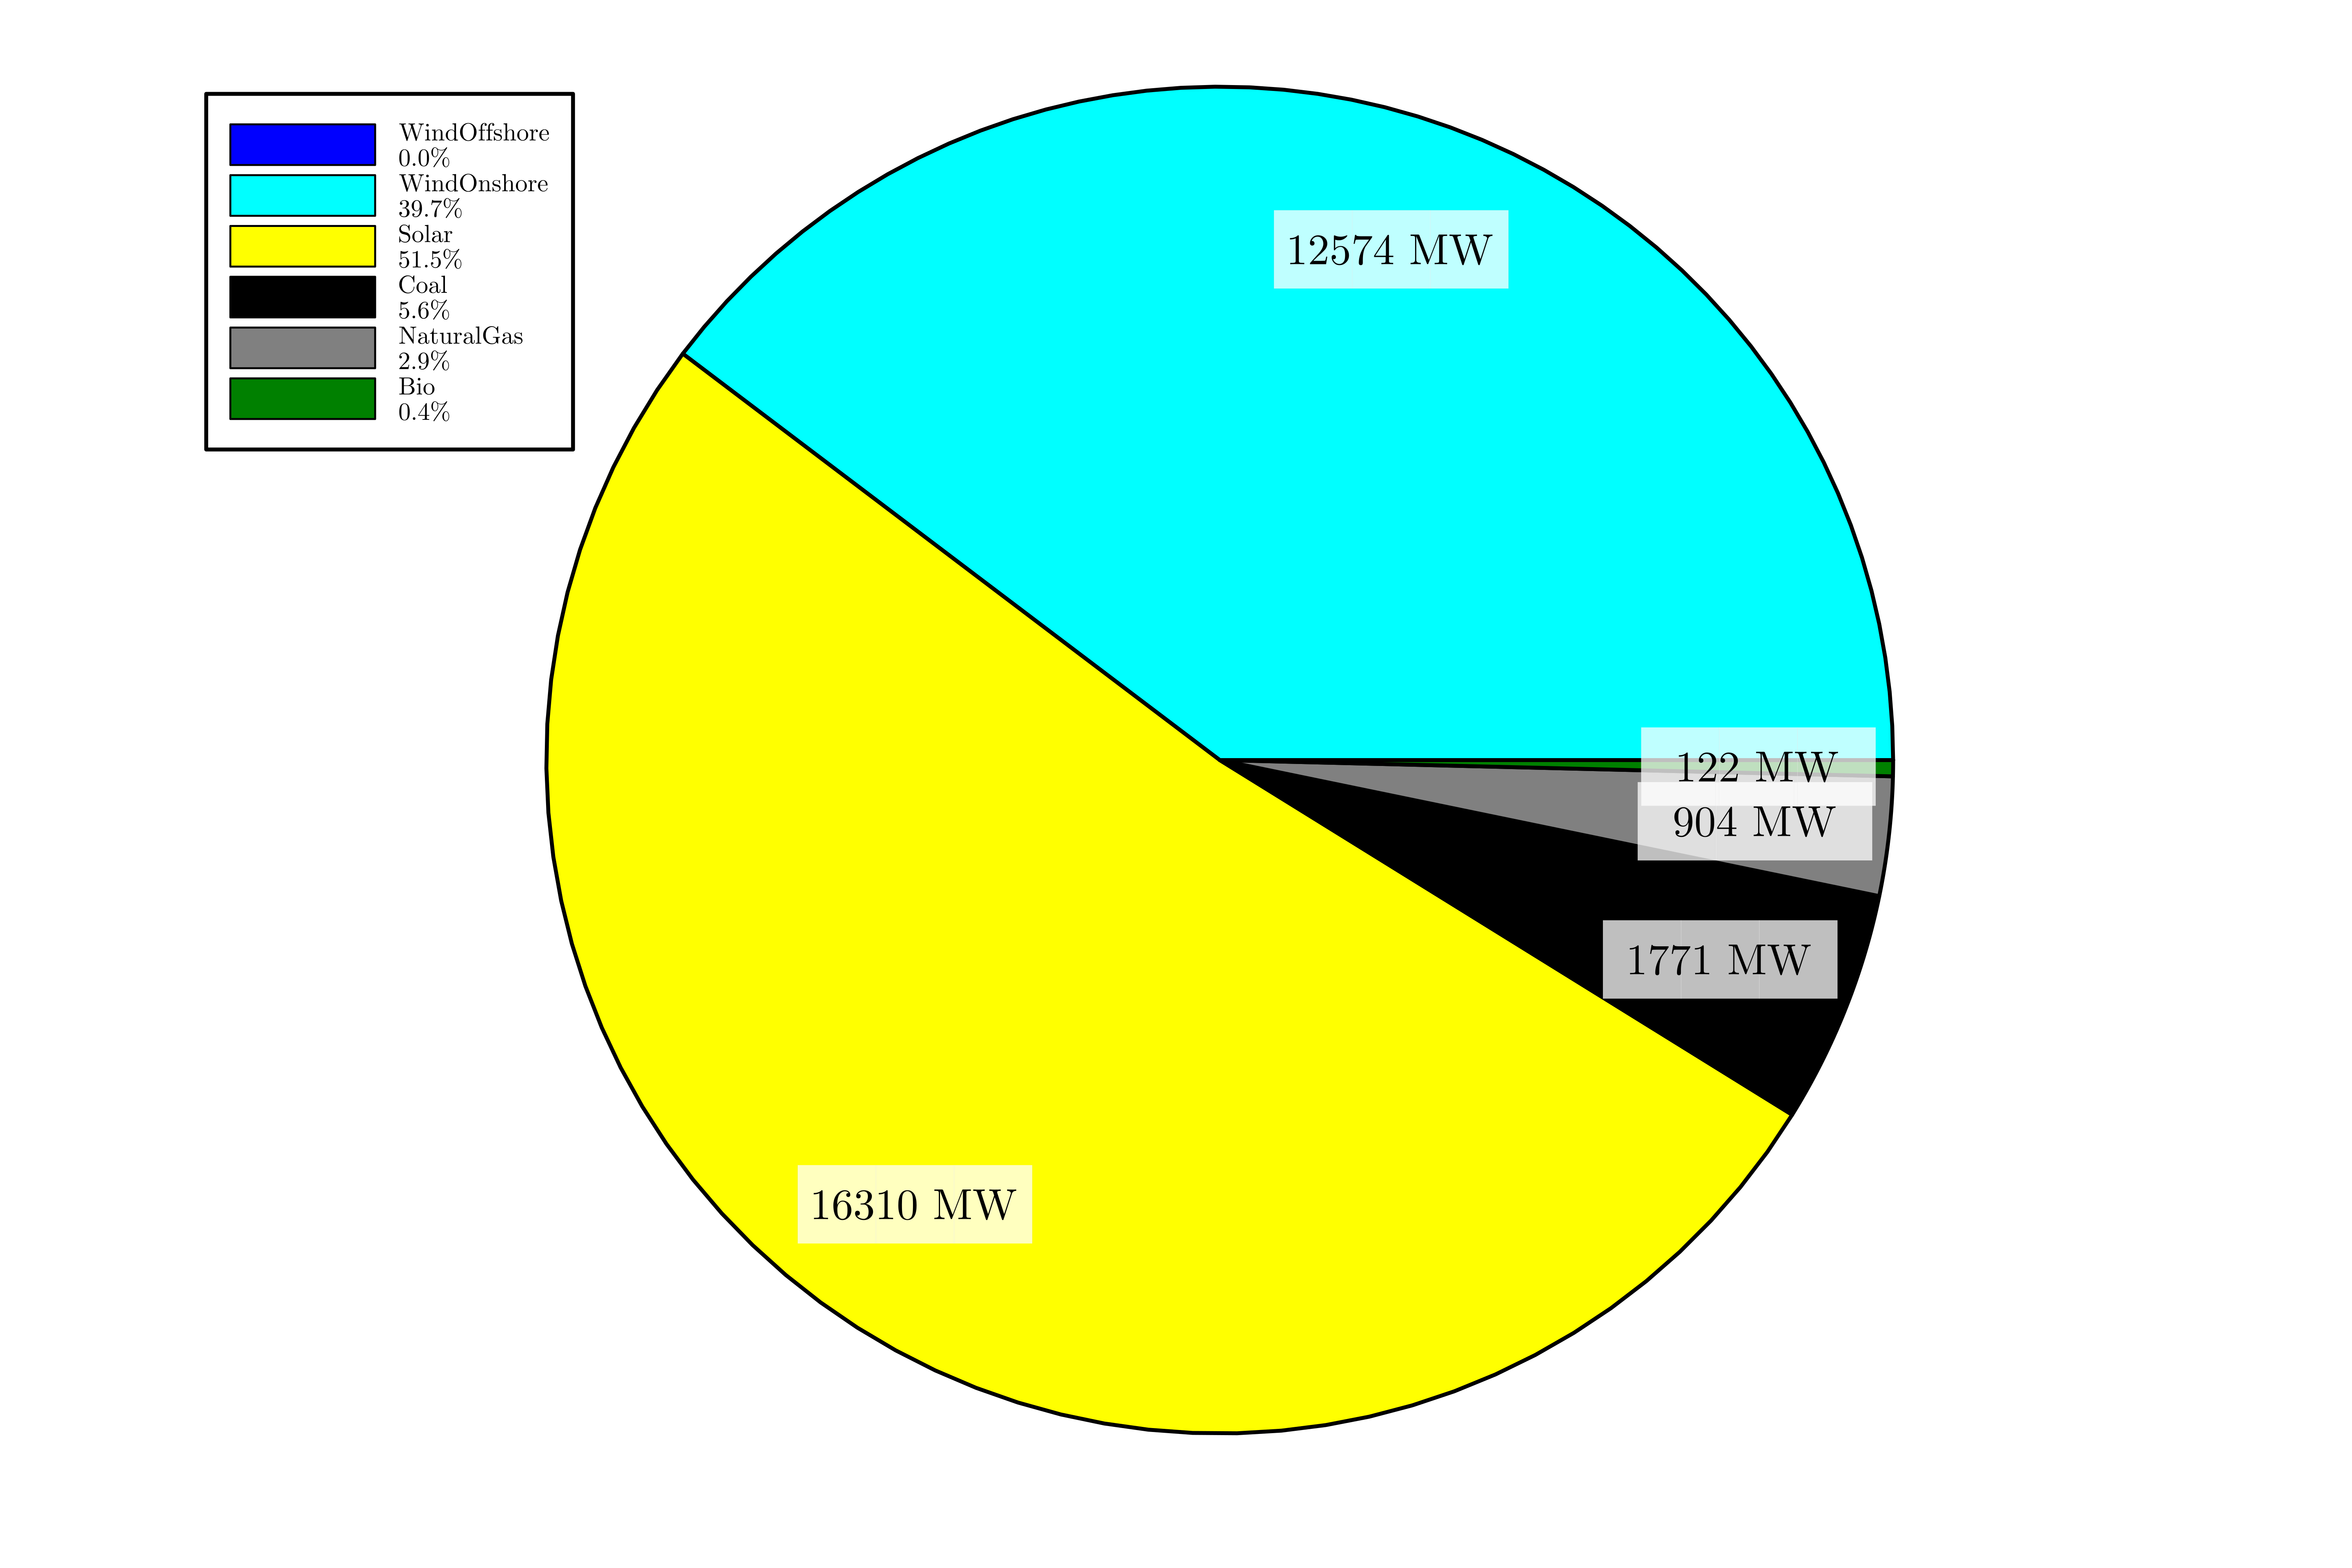 WindOffshore
0.0%
WindOnshore
39.7%
Solar
51.5%
Coal
5.6%
NaturalGas
2.9%
Bio
0.4%
12574 MW
122 MW
904 MW
1771 MW
16310 MW